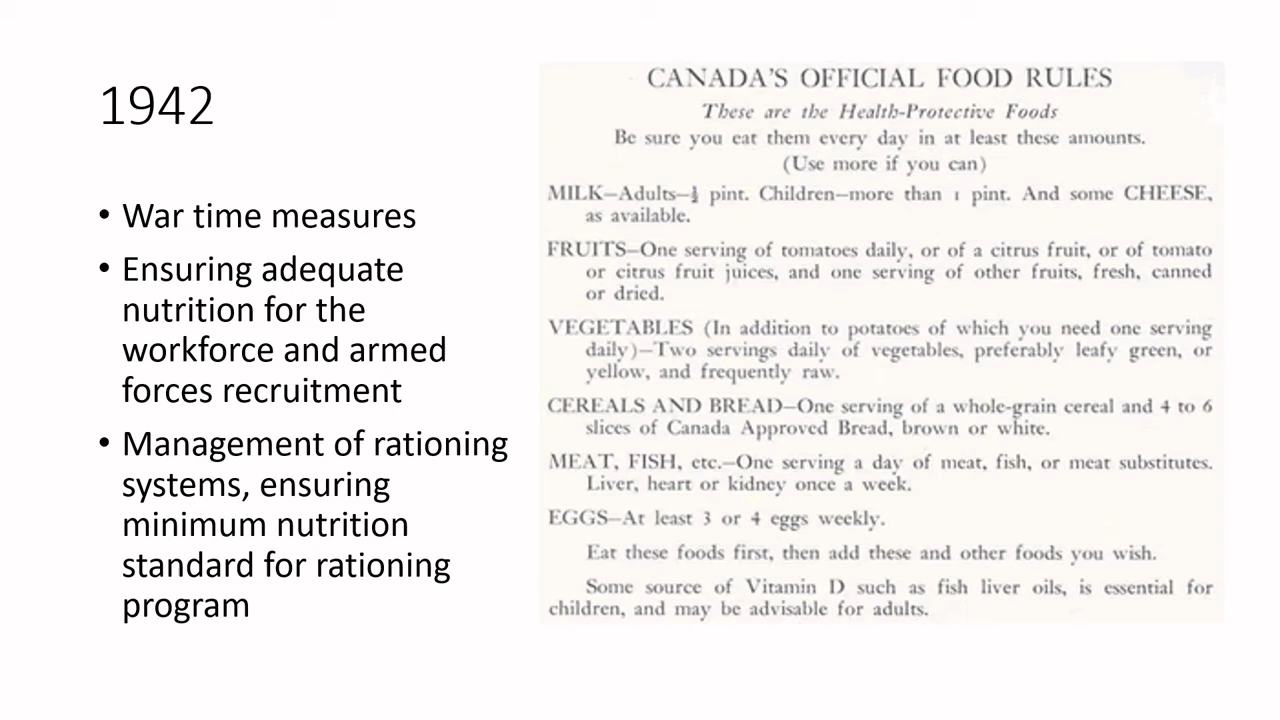 1942
• War time measures
• Ensuring adequate
nutrition for the
workforce and armed
forces recruitment
• Management of rationing
systems, ensuring
minimum nutrition
standard for rationing
program
CANADA'S OFFICIAL FOOD RULES
These are the Health-Protective Foods
Be sure you eat them every day in at least these amounts.
(Use more if you can)
MILK—Adults—½ pint. Children—more than 1 pint. And some CHEESE,
as available.
FRUITS—One serving of tomatoes daily, or of a citrus fruit, or of tomato
or citrus fruit juices, and one serving of other fruits, fresh, canned
or dried.
VEGETABLES (In addition to potatoes of which you need one serving
daily)—Two servings daily of vegetables, preferably leafy green, or
yellow, and frequently raw.
CEREALS AND BREAD—One serving of a whole-grain cereal and 4 to 6
slices of Canada Approved Bread, brown or white.
MEAT, FISH, etc.—One serving a day of meat, fish, or meat substitutes.
Liver, heart or kidney once a week.
EGGS—At least 3 or 4 eggs weekly.
Eat these foods first, then add these and other foods you wish.
Some source of Vitamin D such as fish liver oils, is essential for
children, and may be advisable for adults.